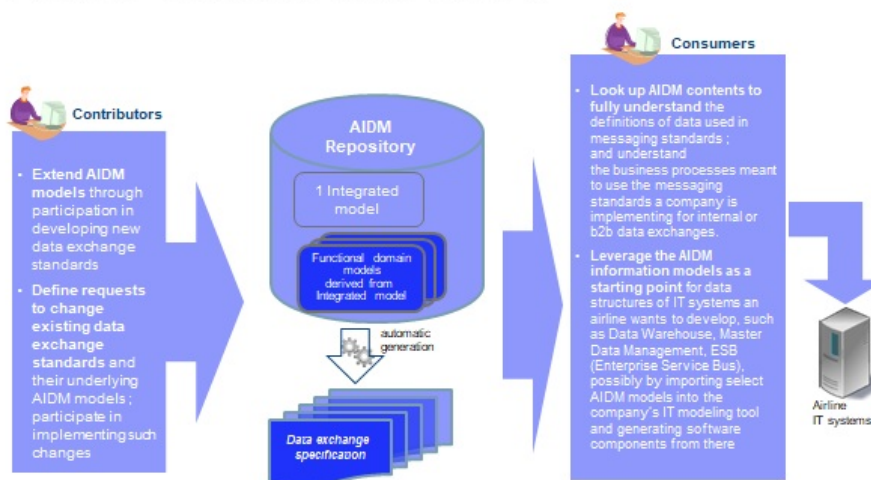 Contributors
• Extend AIDM
models through
participation in
developing new
data exchange
standards
• Define requests
to change
existing data
exchange
standards and
their underlying
AIDM models ;
participate in
implementing such
changes
AIDM
Repository
1 Integrated
model
Functional domain
models
derived from
Integrated model
automatic
generation
Data exchange
specification
Consumers
• Look up AIDM contents to
fully understand the
definitions of data used in
messaging standards ;
and understand
the business processes meant
to use the messaging
standards a company is
implementing for internal or
b2b data exchanges.
• Leverage the AIDM
information models as a
starting point for data
structures of IT systems an
airline wants to develop, such
as Data Warehouse, Master
Data Management, ESB
(Enterprise Service Bus),
possibly by importing select
AIDM models into the
company's IT modeling tool
and generating software
components from there
Airline
IT systems